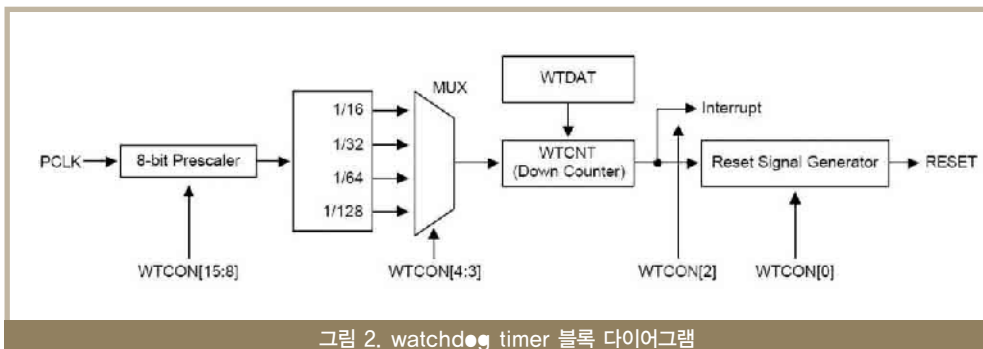 WTDAT
MUX
1/16
1/32
1/64
1/128
PCLK
8-bit Prescaler
WTCNT
(Down Counter)
Interrupt
Reset Signal Generator
RESET
WTCON[15:8]
WTCON[4:3]
WTCON[2]
WTCON[0]
그림 2. watchdog timer 블록 다이어그램